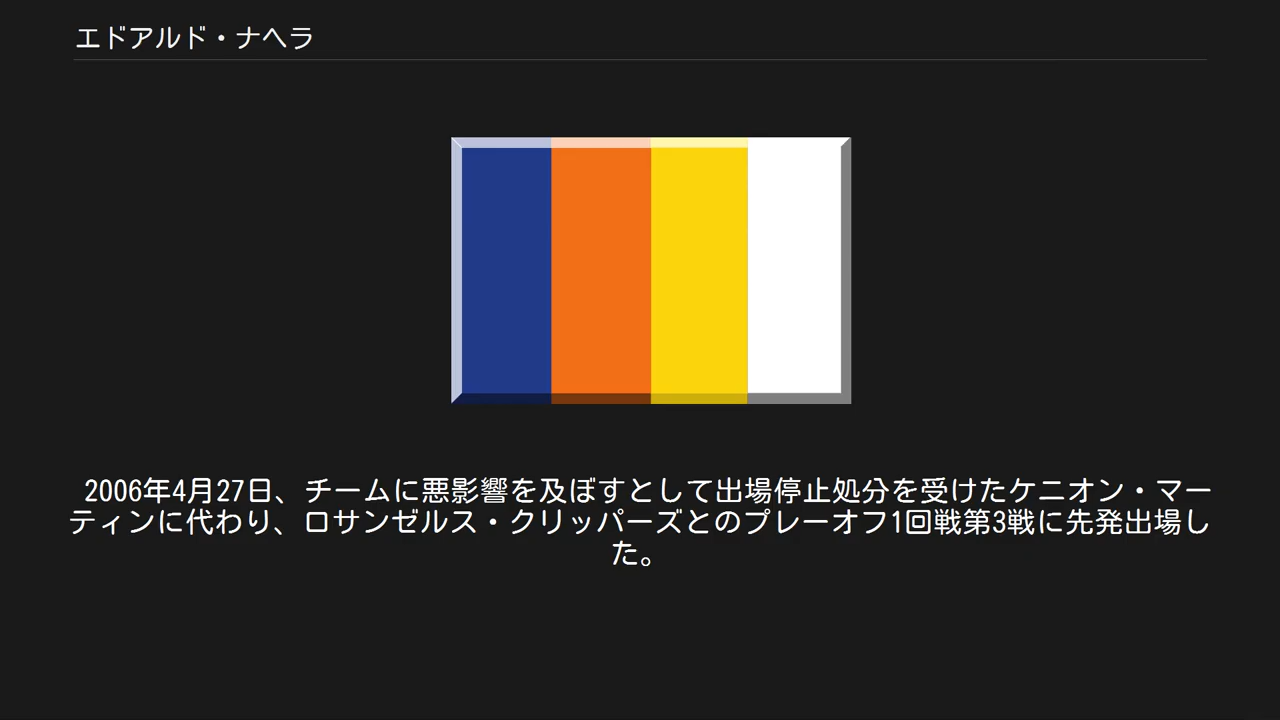 エドアルド・ナヘラ
2006年4月27日、チームに悪影響を及ぼすとして出場停止処分を受けたケニオン・マー
ティンに代わり、ロサンゼルス・クリッパーズとのプレーオフ1回戦第3戦に先発出場し
た。